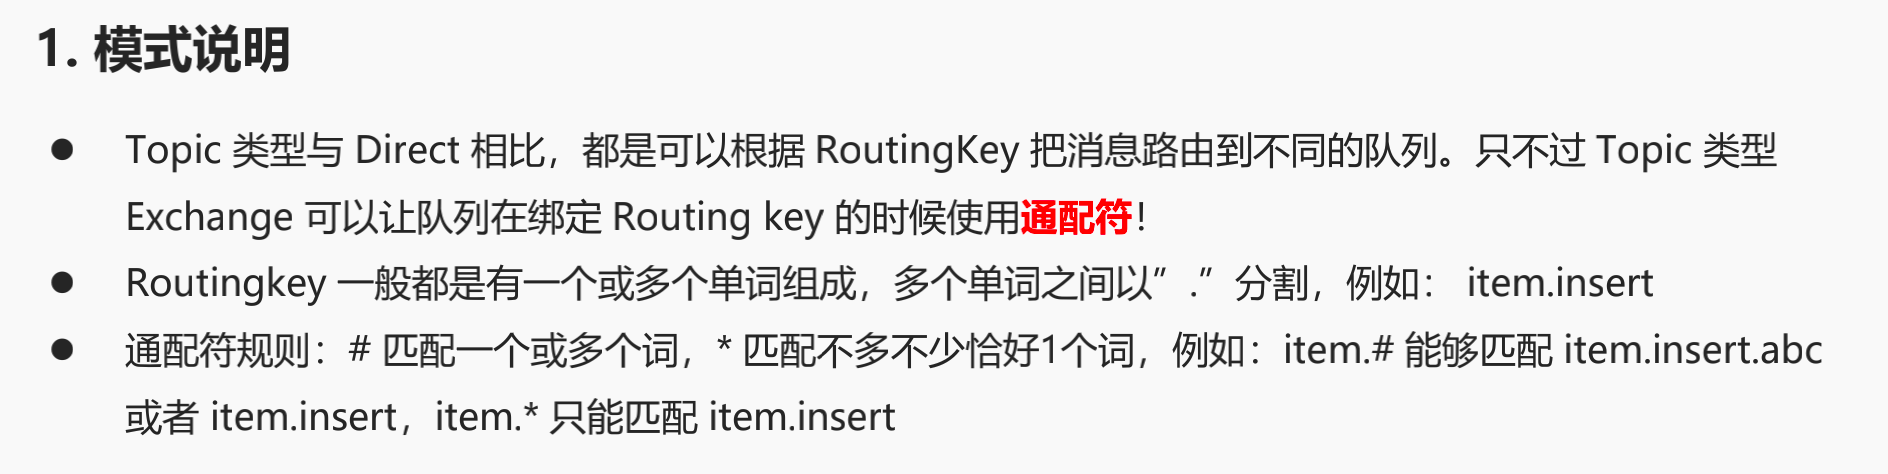 1. 模式说明
● Topic 类型与 Direct 相比，都是可以根据 RoutingKey 把消息路由到不同的队列。只不过 Topic 类型
Exchange 可以让队列在绑定 Routing key 的时候使用通配符！
● Routingkey 一般都是有一个或多个单词组成，多个单词之间以”.”分割，例如： item.insert
● 通配符规则：# 匹配一个或多个词，* 匹配不多不少恰好1个词，例如：item.# 能够匹配 item.insert.abc
或者 item.insert，item.* 只能匹配 item.insert